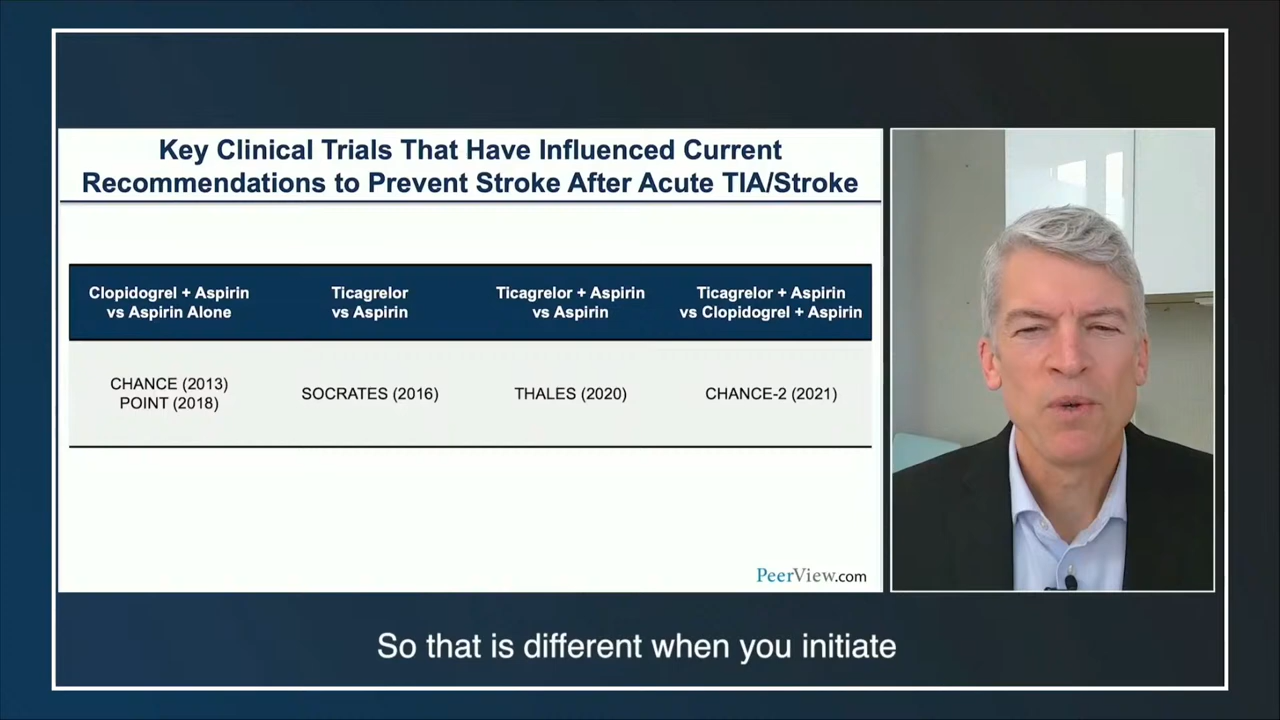 Key Clinical Trials That Have Influenced Current
Recommendations to Prevent Stroke After Acute TIA/Stroke
Clopidogrel + Aspirin
vs Aspirin Alone
Ticagrelor
vs Aspirin
Ticagrelor + Aspirin
vs Aspirin
Ticagrelor + Aspirin
vs Clopidogrel + Aspirin
CHANCE (2013)
POINT (2018)
SOCRATES (2016)
THALES (2020)
CHANCE-2 (2021)
PeerView.com
So that is different when you initiate